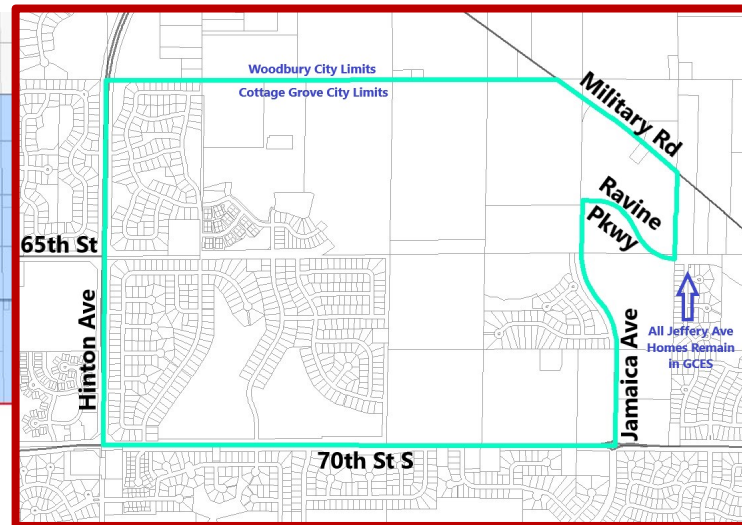 Woodbury City Limits
Cottage Grove City Limits
Military Rd
Ravine
Pkwy
65th St
Hinton Ave
All Jeffery Ave
Homes Remain
in GCES
Jamaica Ave
70th St S